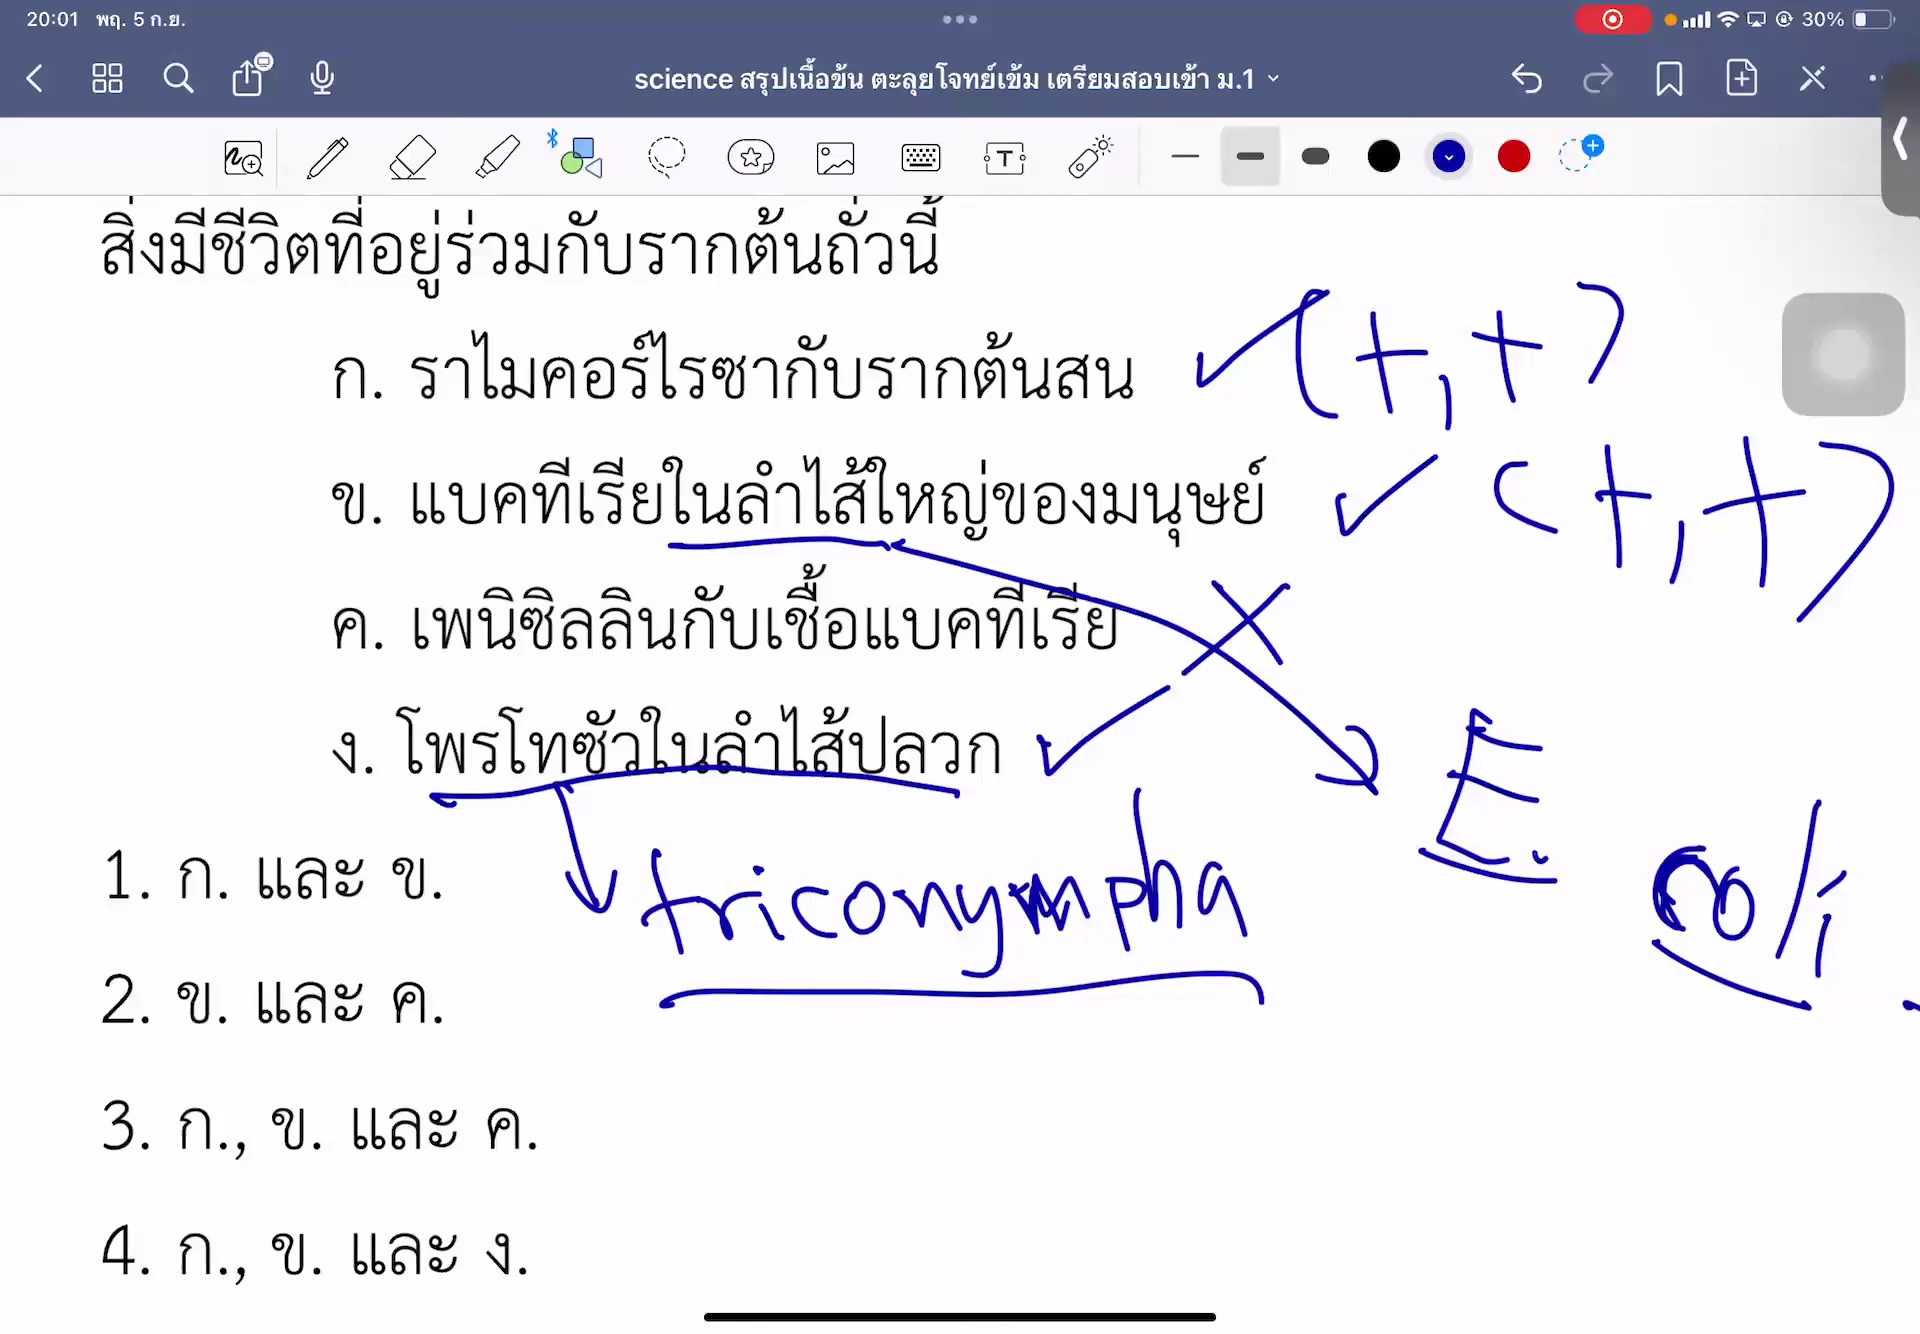 20:01 พฤ. 5 ก.ย.
30%
science สรุปเนื้อข้น ตะลุยโจทย์เข้ม เตรียมสอบเข้า ม.1
สิ่งมีชีวิตที่อยู่ร่วมกับรากต้นถั่วนี้
ก. ราไมคอร์ไรซากับรากต้นสน (+,+)
ข. แบคทีเรียในลำไส้ใหญ่ของมนุษย์ (+,+)
ค. เพนิซิลลินกับเชื้อแบคทีเรีย
ง. โพรโทซัวในลำไส้ปลวก
E. coli
triconympha
1. ก. และ ข.
2. ข. และ ค.
3. ก., ข. และ ค.
4. ก., ข. และ ง.